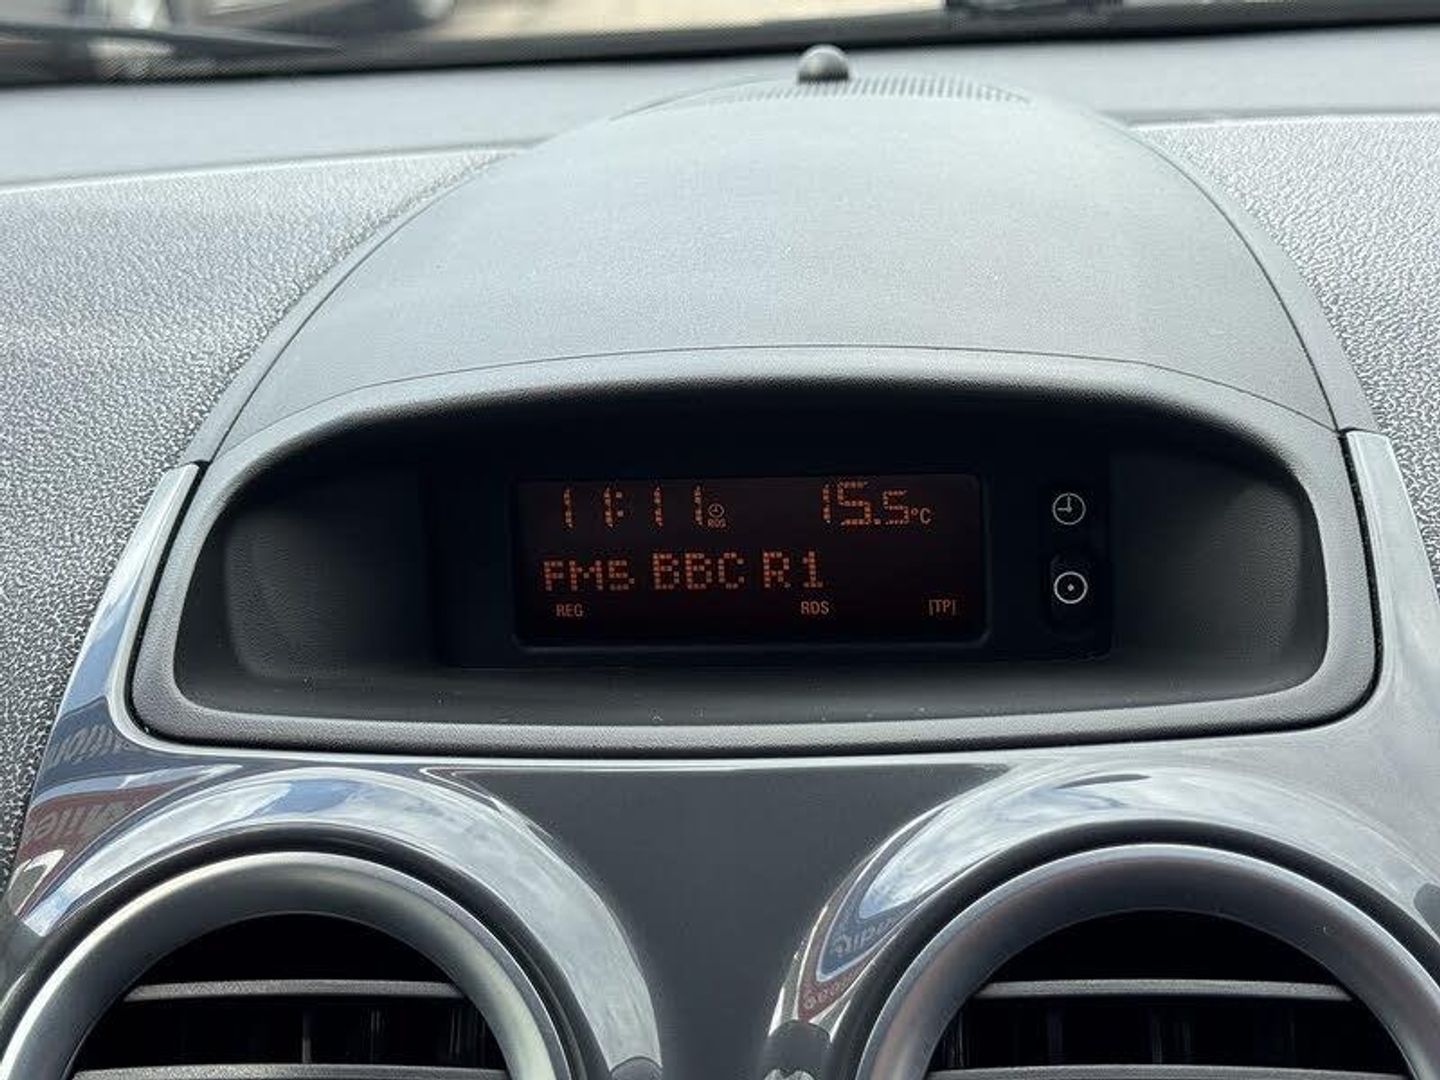 11:11 RDS 15.5°C
FM5 BBC R1
REG RDS [TP]